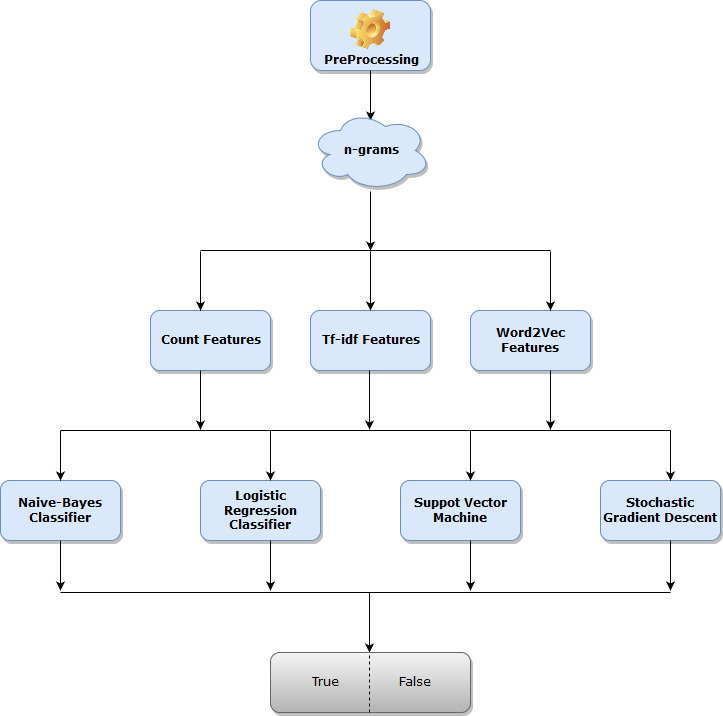 PreProcessing
n-grams
Count Features
Tf-idf Features
Word2Vec
Features
Naive-Bayes
Classifier
Logistic
Regression
Classifier
Suppot Vector
Machine
Stochastic
Gradient Descent
True
False